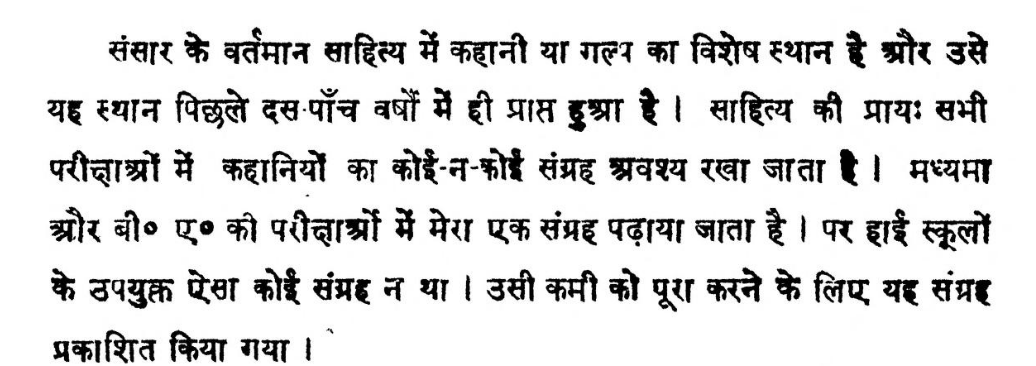 संसार के वर्तमान साहित्य में कहानी या गल्प का विशेष स्थान है और उसे
यह स्थान पिछले दस-पाँच वर्षों में ही प्राप्त हुआ है । साहित्य की प्रायः सभी
परीक्षाओं में कहानियों का कोई-न-कोई संग्रह अवश्य रखा जाता है । मध्यमा
और बी० ए० की परीक्षाओं में मेरा एक संग्रह पढ़ाया जाता है । पर हाई स्कूलों
के उपयुक्त ऐसा कोई संग्रह न था । उसी कमी को पूरा करने के लिए यह संग्रह
प्रकाशित किया गया ।